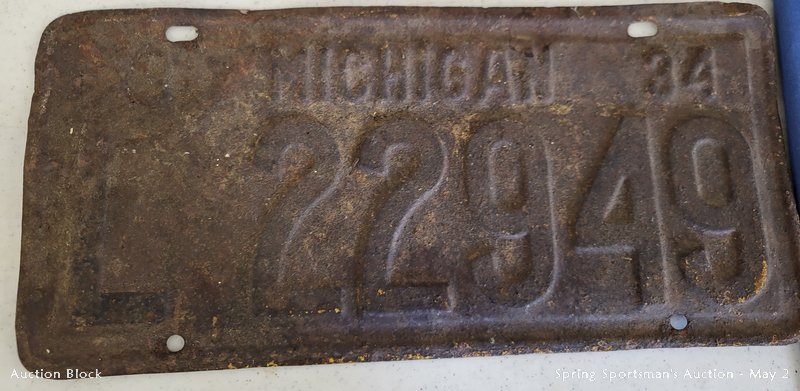 MICHIGAN 34
L 22949
Auction Block
Spring Sportsman's Auction - May 2